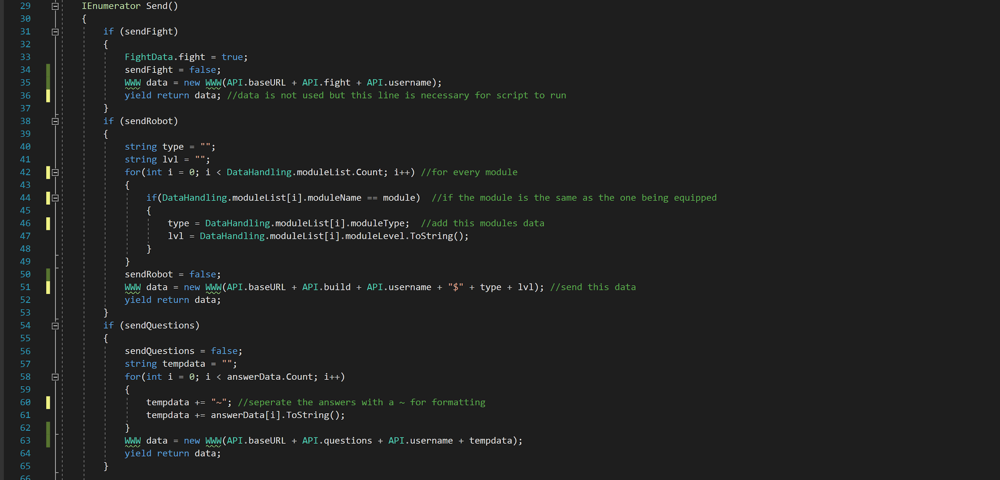 29 IEnumerator Send()
30 {
31 if (sendFight)
32 {
33 FightData.fight = true;
34 sendFight = false;
35 WWW data = new WWW(API.baseURL + API.fight + API.username);
36 yield return data; //data is not used but this line is necessary for script to run
37 }
38 if (sendRobot)
39 {
40 string type = "";
41 string lvl = "";
42 for(int i = 0; i < DataHandling.moduleList.Count; i++) //for every module
43 {
44 if(DataHandling.moduleList[i].moduleName == module)  //if the module is the same as the one being equipped
45 {
46 type = DataHandling.moduleList[i].moduleType;  //add this modules data
47 lvl = DataHandling.moduleList[i].moduleLevel.ToString();
48 }
49 }
50 sendRobot = false;
51 WWW data = new WWW(API.baseURL + API.build + API.username + "$" + type + lvl); //send this data
52 yield return data;
53 }
54 if (sendQuestions)
55 {
56 sendQuestions = false;
57 string tempdata = "";
58 for(int i = 0; i < answerData.Count; i++)
59 {
60 tempdata += "~"; //seperate the answers with a ~ for formatting
61 tempdata += answerData[i].ToString();
62 }
63 WWW data = new WWW(API.baseURL + API.questions + API.username + tempdata);
64 yield return data;
65 }
66